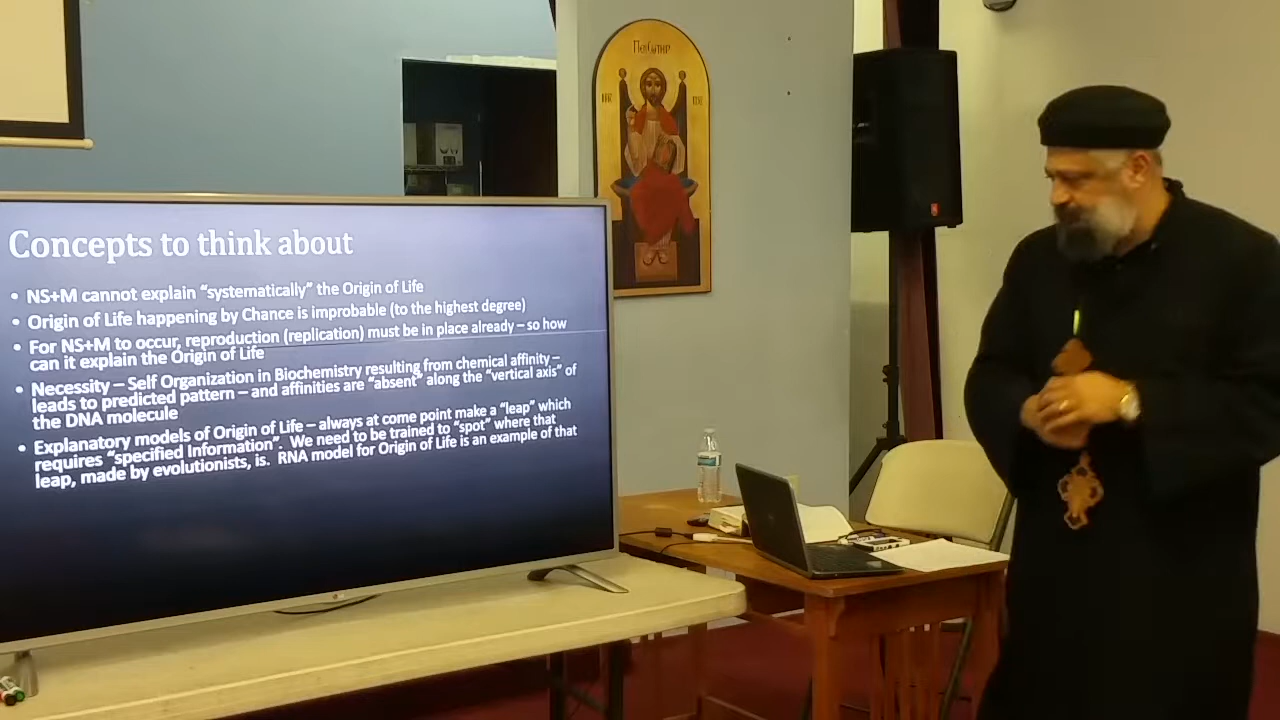 Ⲡⲓⲥⲱⲧⲏⲣ
Concepts to think about
• NS+M cannot explain “systematically” the Origin of Life
• Origin of Life happening by Chance is improbable (to the highest degree)
• For NS+M to occur, reproduction (replication) must be in place already – so how
can it explain the Origin of Life
• Necessity – Self Organization in Biochemistry resulting from chemical affinity –
leads to predicted pattern – and affinities are “absent” along the “vertical axis” of
the DNA molecule
• Explanatory models of Origin of Life – always at come point make a “leap” which
requires “specified Information”. We need to be trained to “spot” where that
leap, made by evolutionists, is. RNA model for Origin of Life is an example of that